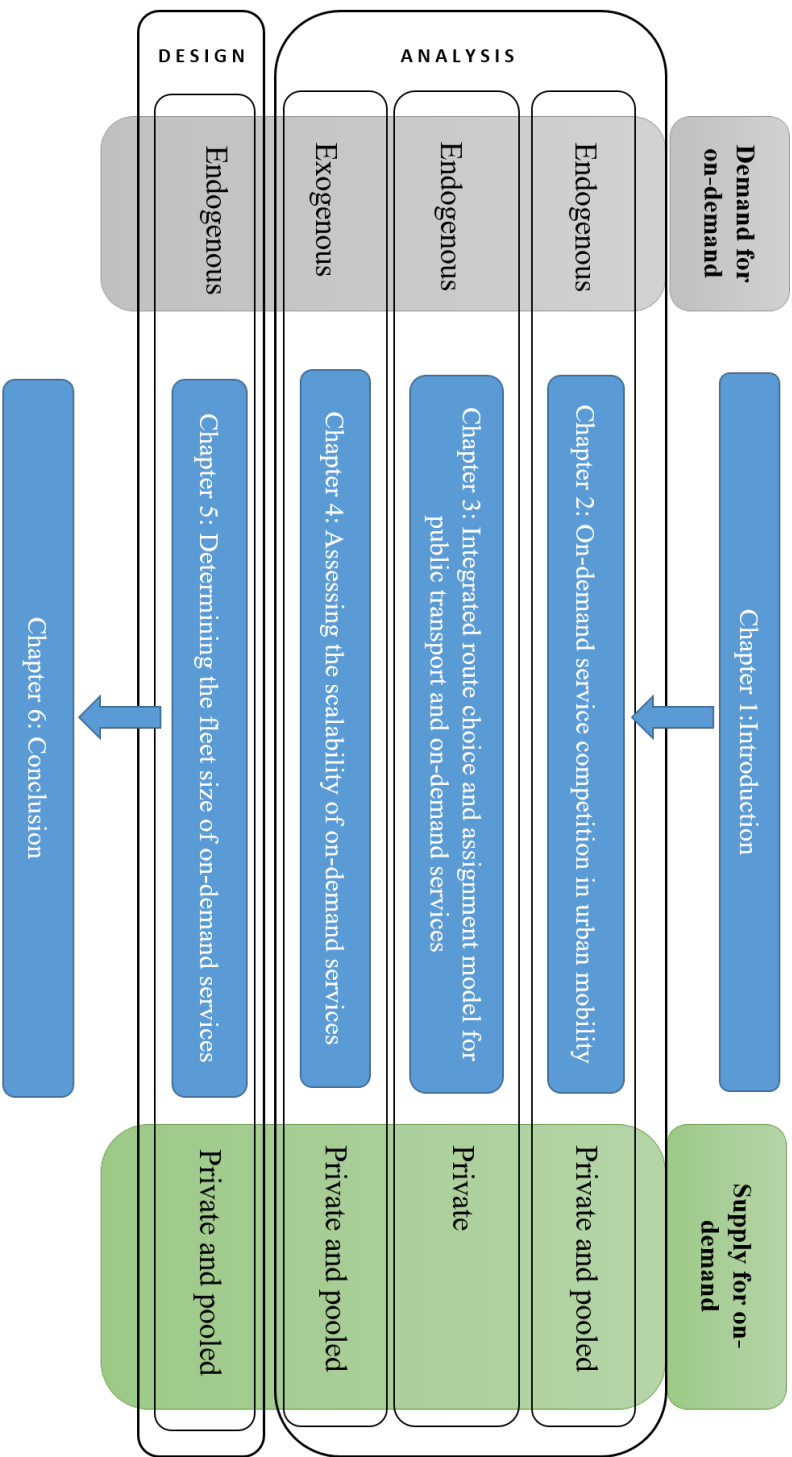 Demand for
on-demand
Chapter 1:Introduction
Supply for on-
demand
ANALYSIS
Endogenous
Chapter 2: On-demand service competition in urban mobility
Private and pooled
Endogenous
Chapter 3: Integrated route choice and assignment model for
public transport and on-demand services
Private
Exogenous
Chapter 4: Assessing the scalability of on-demand services
Private and pooled
DESIGN
Endogenous
Chapter 5: Determining the fleet size of on-demand services
Private and pooled
Chapter 6: Conclusion